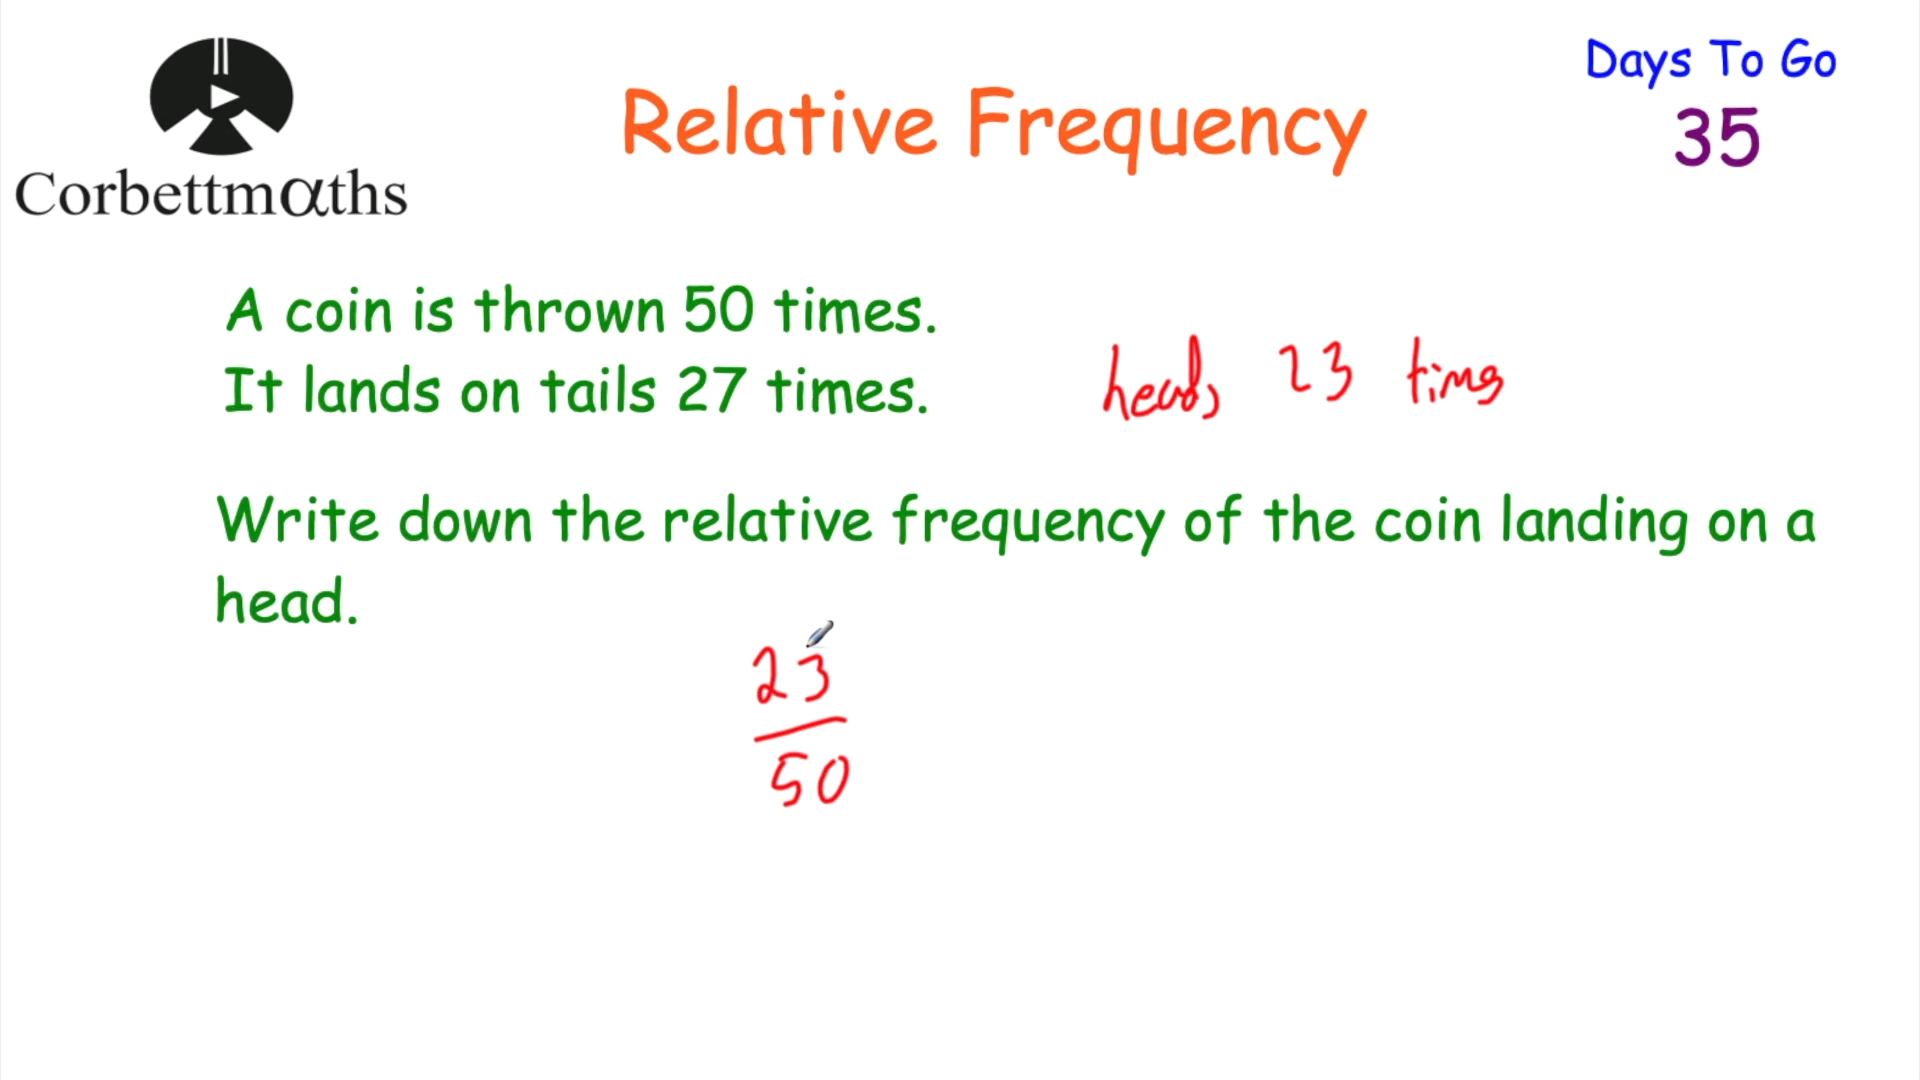 Corbettmαths
Relative Frequency
Days To Go
35
A coin is thrown 50 times.
It lands on tails 27 times.
heads 23 times
Write down the relative frequency of the coin landing on a
head.
23
50